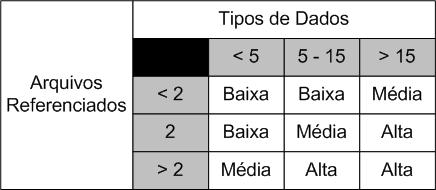 Tipos de Dados
Arquivos
Referenciados
< 5 5 - 15 > 15
< 2 Baixa Baixa Média
2 Baixa Média Alta
> 2 Média Alta Alta